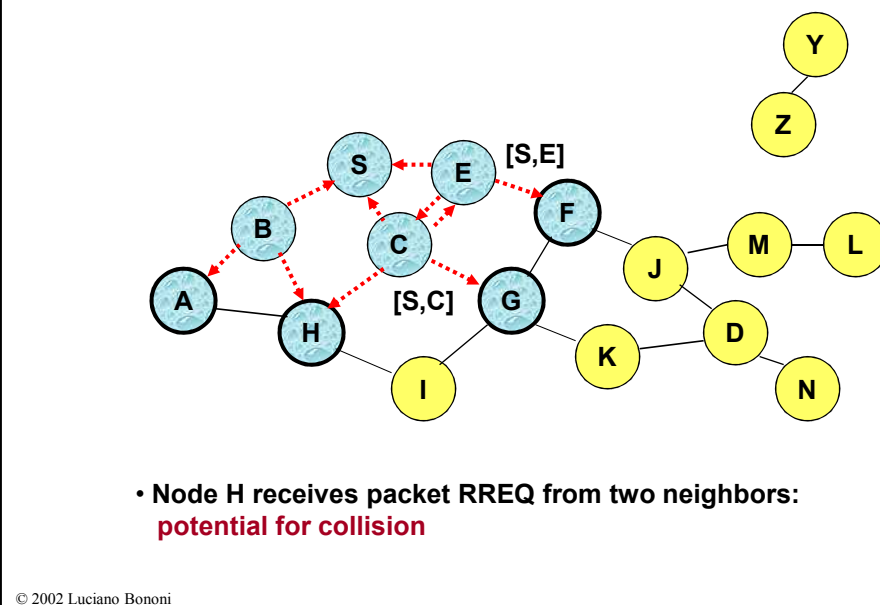 Y
Z
S
E
[S,E]
F
B
C
M
L
J
A
[S,C]
G
H
D
K
I
N
• Node H receives packet RREQ from two neighbors:
potential for collision
© 2002 Luciano Bononi